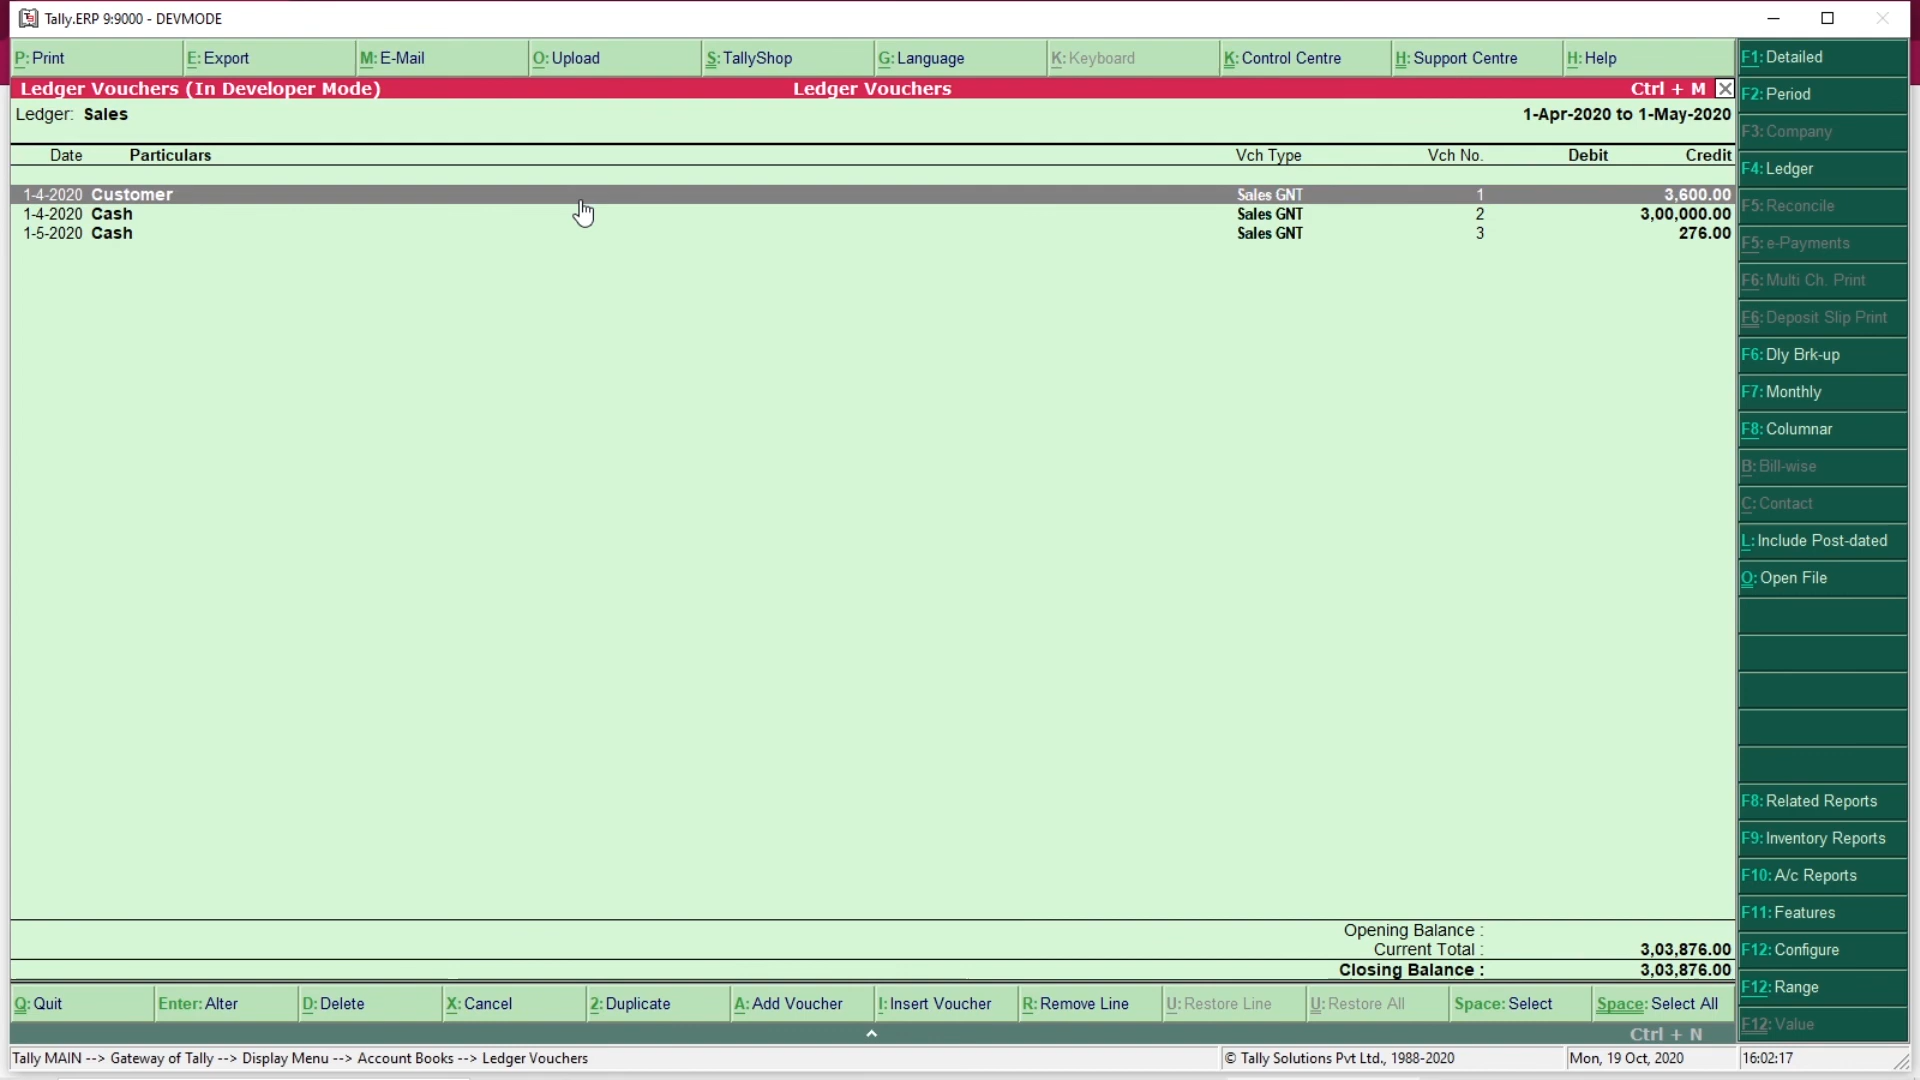 Tally.ERP 9:9000 - DEVMODE
P: Print E: Export M: E-Mail O: Upload S: TallyShop G: Language K: Keyboard K: Control Centre H: Support Centre H: Help
Ledger Vouchers (In Developer Mode) Ledger Vouchers Ctrl + M
Ledger: Sales 1-Apr-2020 to 1-May-2020
Date Particulars Vch Type Vch No. Debit Credit
1-4-2020 Customer Sales GNT 1 3,600.00
1-4-2020 Cash Sales GNT 2 3,00,000.00
1-5-2020 Cash Sales GNT 3 276.00
Opening Balance :
Current Total : 3,03,876.00
Closing Balance : 3,03,876.00
F1: Detailed
F2: Period
F3: Company
F4: Ledger
F5: Reconcile
F5: e-Payments
F6: Multi Ch. Print
F6: Deposit Slip Print
F6: Dly Brk-up
F7: Monthly
F8: Columnar
B: Bill-wise
C: Contact
L: Include Post-dated
O: Open File
F8: Related Reports
F9: Inventory Reports
F10: A/c Reports
F11: Features
F12: Configure
F12: Range
F12: Value
Q: Quit Enter: Alter D: Delete X: Cancel 2: Duplicate A: Add Voucher I: Insert Voucher R: Remove Line U: Restore Line U: Restore All Space: Select Space: Select All
Ctrl + N
Tally MAIN --> Gateway of Tally --> Display Menu --> Account Books --> Ledger Vouchers © Tally Solutions Pvt Ltd., 1988-2020 Mon, 19 Oct, 2020 16:02:17